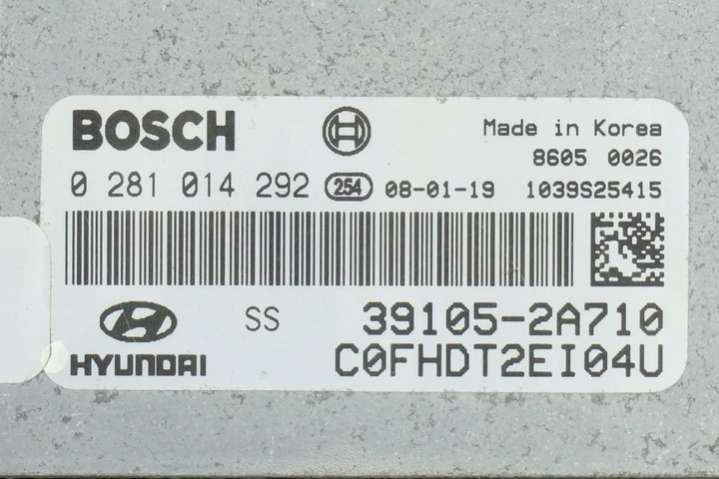 BOSCH
Made in Korea
8605 0026
0 281 014 292 254 08-01-19 1039S25415
HYUNDAI
SS
39105-2A710
C0FHDT2EI04U